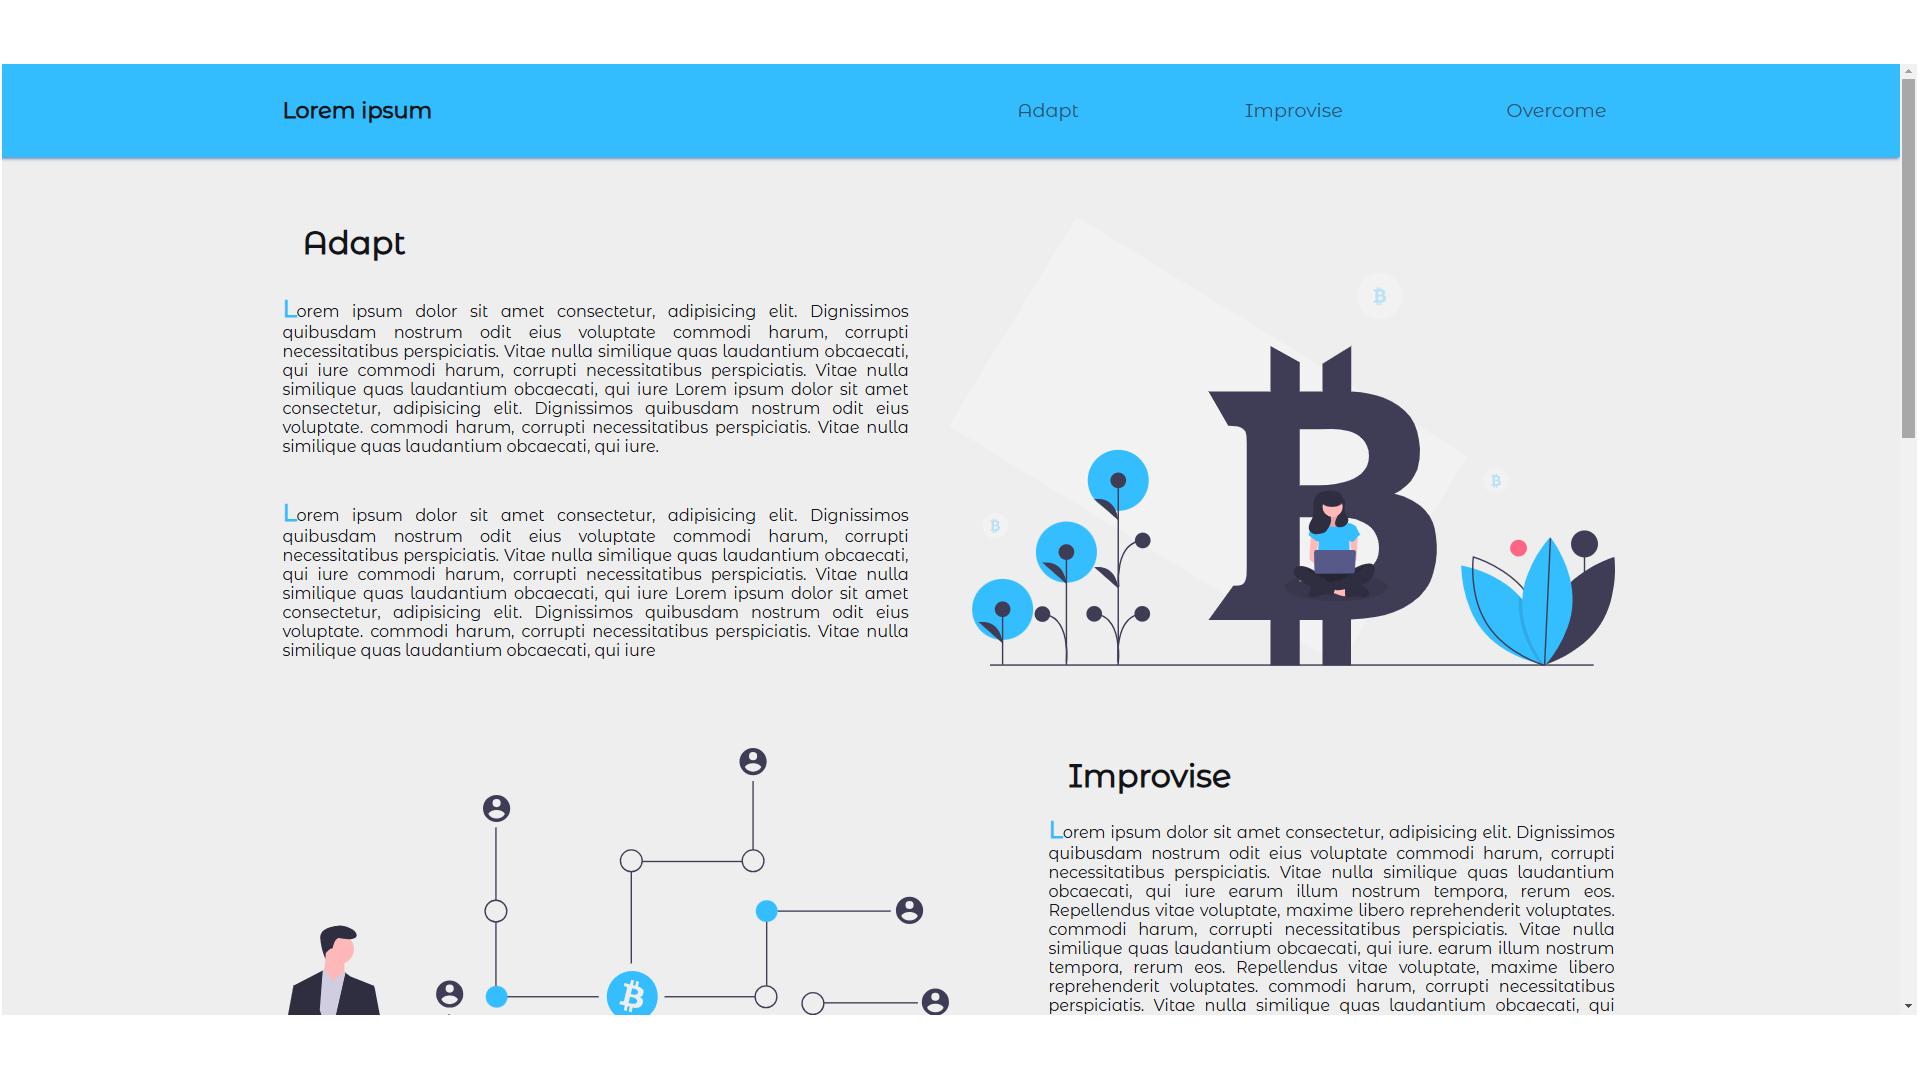 Lorem ipsum
Adapt
Improvise
Overcome
Adapt
Lorem ipsum dolor sit amet consectetur, adipisicing elit. Dignissimos
quibusdam nostrum odit eius voluptate commodi harum, corrupti
necessitatibus perspiciatis. Vitae nulla similique quas laudantium obcaecati,
qui iure commodi harum, corrupti necessitatibus perspiciatis. Vitae nulla
similique quas laudantium obcaecati, qui iure Lorem ipsum dolor sit amet
consectetur, adipisicing elit. Dignissimos quibusdam nostrum odit eius
voluptate. commodi harum, corrupti necessitatibus perspiciatis. Vitae nulla
similique quas laudantium obcaecati, qui iure.
Lorem ipsum dolor sit amet consectetur, adipisicing elit. Dignissimos
quibusdam nostrum odit eius voluptate commodi harum, corrupti
necessitatibus perspiciatis. Vitae nulla similique quas laudantium obcaecati,
qui iure commodi harum, corrupti necessitatibus perspiciatis. Vitae nulla
similique quas laudantium obcaecati, qui iure Lorem ipsum dolor sit amet
consectetur, adipisicing elit. Dignissimos quibusdam nostrum odit eius
voluptate. commodi harum, corrupti necessitatibus perspiciatis. Vitae nulla
similique quas laudantium obcaecati, qui iure
Improvise
Lorem ipsum dolor sit amet consectetur, adipisicing elit. Dignissimos
quibusdam nostrum odit eius voluptate commodi harum, corrupti
necessitatibus perspiciatis. Vitae nulla similique quas laudantium
obcaecati, qui iure earum illum nostrum tempora, rerum eos.
Repellendus vitae voluptate, maxime libero reprehenderit voluptates.
commodi harum, corrupti necessitatibus perspiciatis. Vitae nulla
similique quas laudantium obcaecati, qui iure. earum illum nostrum
tempora, rerum eos. Repellendus vitae voluptate, maxime libero
reprehenderit voluptates. commodi harum, corrupti necessitatibus
perspiciatis. Vitae nulla similique quas laudantium obcaecati, qui